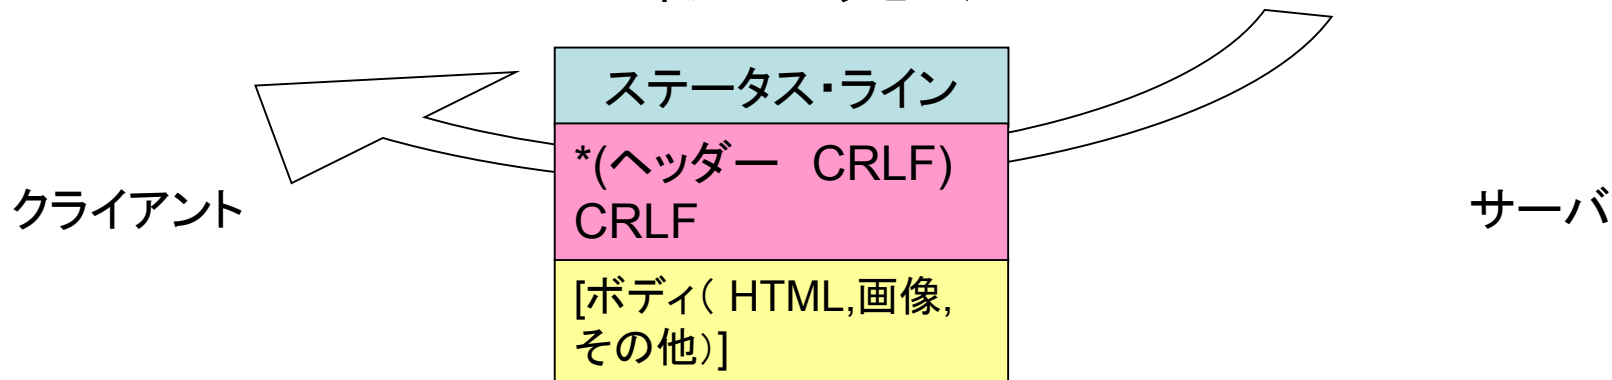 ステータス・ライン
*(ヘッダー　CRLF)
CRLF
クライアント
サーバ
[ボディ( HTML,画像,
その他)]